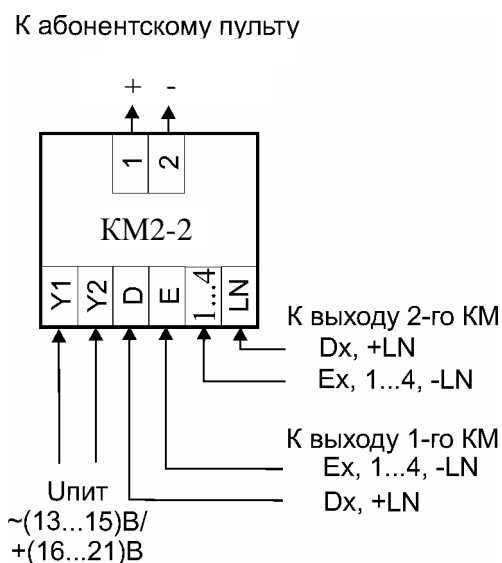 К абонентскому пульту
+ -
1 2
КМ2-2
Y1 Y2 D E 1...4 LN
К выходу 2-го КМ
Dx, +LN
Ex, 1...4, -LN
К выходу 1-го КМ
Ex, 1...4, -LN
Dx, +LN
Uпит
~(13...15)В/
+(16...21)В